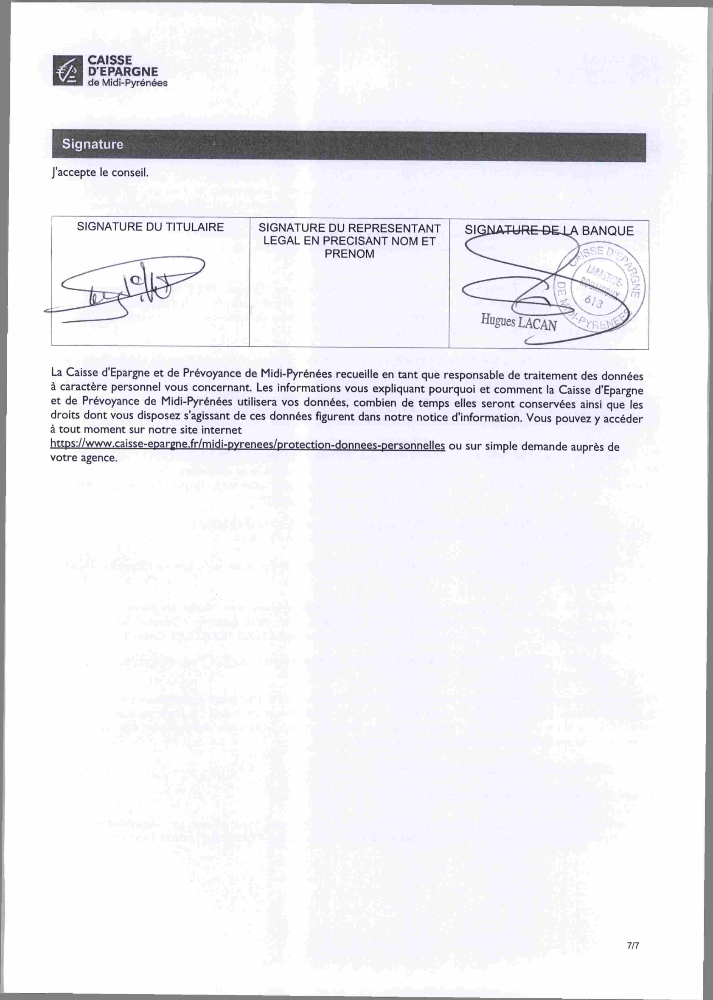 CAISSE
D'EPARGNE
de Midi-Pyrénées
Signature
J'accepte le conseil.
SIGNATURE DU TITULAIRE
SIGNATURE DU REPRESENTANT
LEGAL EN PRECISANT NOM ET
PRENOM
SIGNATURE DE LA BANQUE
CAISSE D'EPARGNE
DE MIDI-PYRENEES
LABASTIDE-
ROUAIROUX
613
Hugues LACAN
La Caisse d'Epargne et de Prévoyance de Midi-Pyrénées recueille en tant que responsable de traitement des données
à caractère personnel vous concernant. Les informations vous expliquant pourquoi et comment la Caisse d'Epargne
et de Prévoyance de Midi-Pyrénées utilisera vos données, combien de temps elles seront conservées ainsi que les
droits dont vous disposez s'agissant de ces données figurent dans notre notice d'information. Vous pouvez y accéder
à tout moment sur notre site internet
https://www.caisse-epargne.fr/midi-pyrenees/protection-donnees-personnelles ou sur simple demande auprès de
votre agence.
7/7